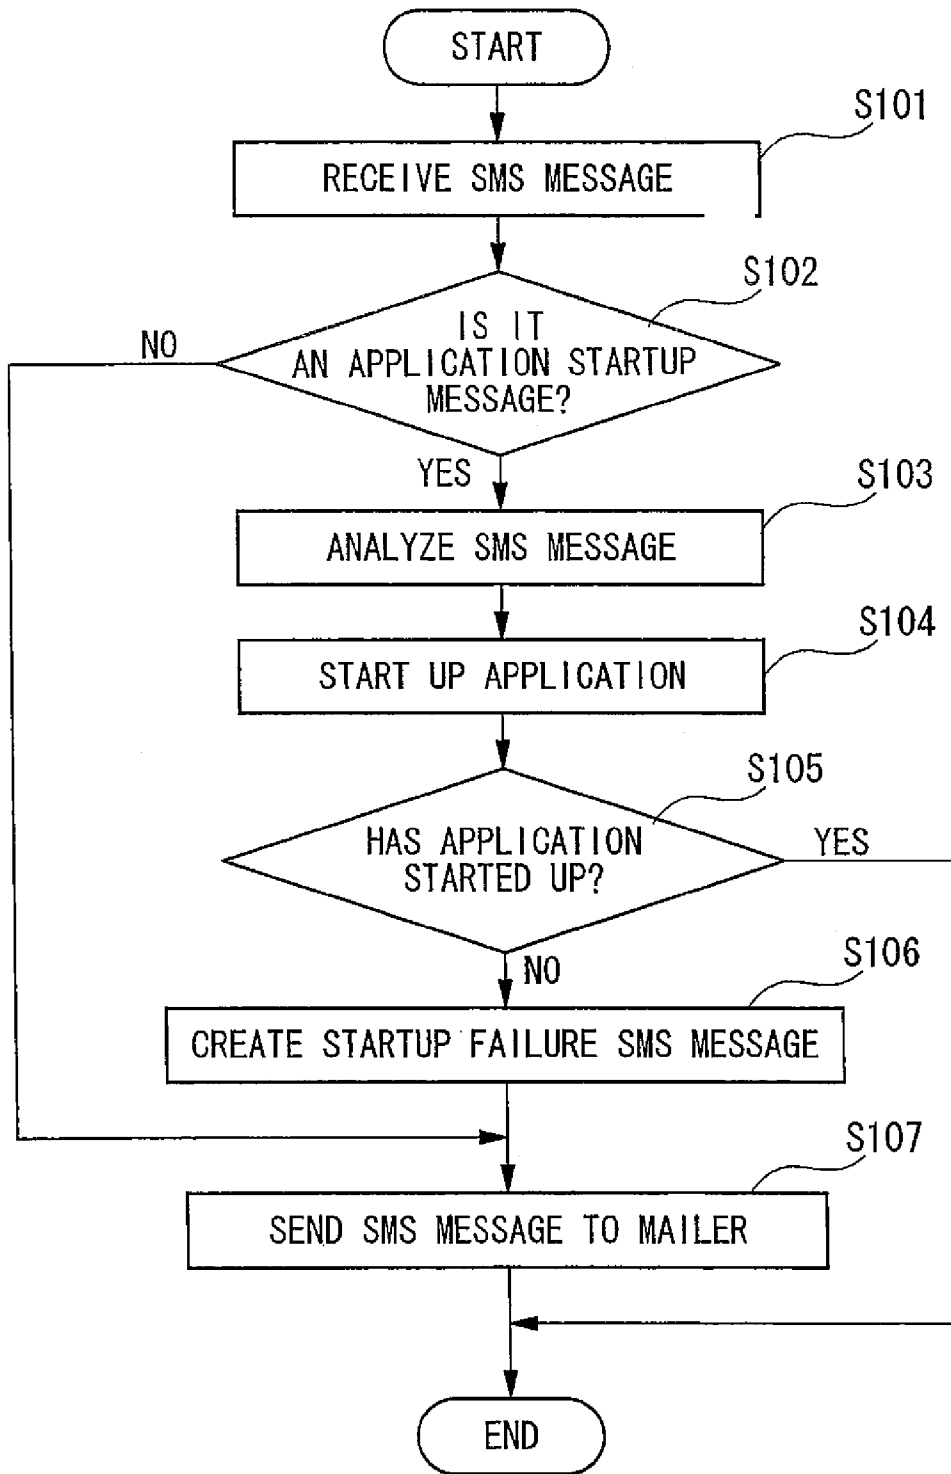 START
S101
RECEIVE SMS MESSAGE
S102
NO
IS IT
AN APPLICATION STARTUP
MESSAGE?
YES
S103
ANALYZE SMS MESSAGE
S104
START UP APPLICATION
S105
HAS APPLICATION
STARTED UP?
YES
NO
S106
CREATE STARTUP FAILURE SMS MESSAGE
S107
SEND SMS MESSAGE TO MAILER
END